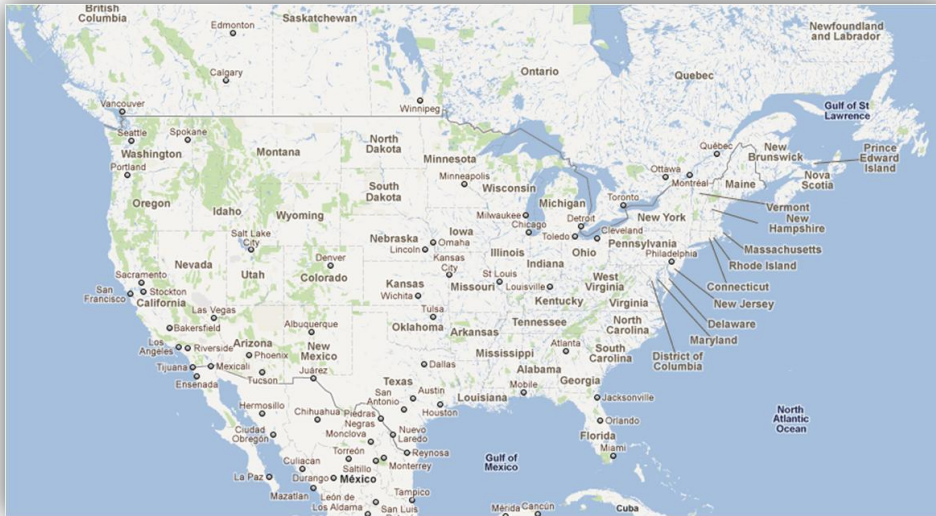 British
Columbia
Edmonton
Saskatchewan
Newfoundland
and Labrador
Calgary
Ontario
Quebec
Vancouver
Winnipeg
Gulf of St
Lawrence
Seattle
Spokane
Washington
Montana
North
Dakota
Minnesota
Québec
New
Brunswick
Prince
Edward
Island
Portland
Minneapolis
Wisconsin
Ottawa
Montréal
Maine
Nova
Scotia
Oregon
Idaho
Wyoming
South
Dakota
Michigan
Toronto
Vermont
New
Hampshire
Milwaukee
Chicago
Detroit
New York
Salt Lake
City
Nebraska
Iowa
Omaha
Lincoln
Toledo
Cleveland
Pennsylvania
Massachusetts
Illinois
Indiana
Ohio
Philadelphia
Rhode Island
Nevada
Utah
Denver
Colorado
Kansas
City
Sacramento
Stockton
San
Francisco
California
Kansas
Wichita
Missouri
St Louis
Louisville
Kentucky
West
Virginia
Virginia
Connecticut
New Jersey
Las Vegas
Tulsa
Oklahoma
Arkansas
Tennessee
North
Carolina
Delaware
Maryland
Bakersfield
Albuquerque
Los
Angeles
Riverside
Arizona
Phoenix
New
Mexico
Mississippi
Atlanta
South
Carolina
District of
Columbia
Tijuana
Mexicali
Ensenada
Tucson
Juárez
Dallas
Alabama
Georgia
Texas
Austin
San
Antonio
Houston
Louisiana
Mobile
Jacksonville
Hermosillo
Chihuahua
Piedras
Negras
Orlando
North
Atlantic
Ocean
Ciudad
Obregón
Monclova
Nuevo
Laredo
Florida
Miami
Torreón
Reynosa
Gulf of
Mexico
Culiacan
Saltillo
Monterrey
La Paz
Durango
México
Mazatlán
León de
Los Aldama
Tampico
San Luis
Mérida
Cancún
Cuba